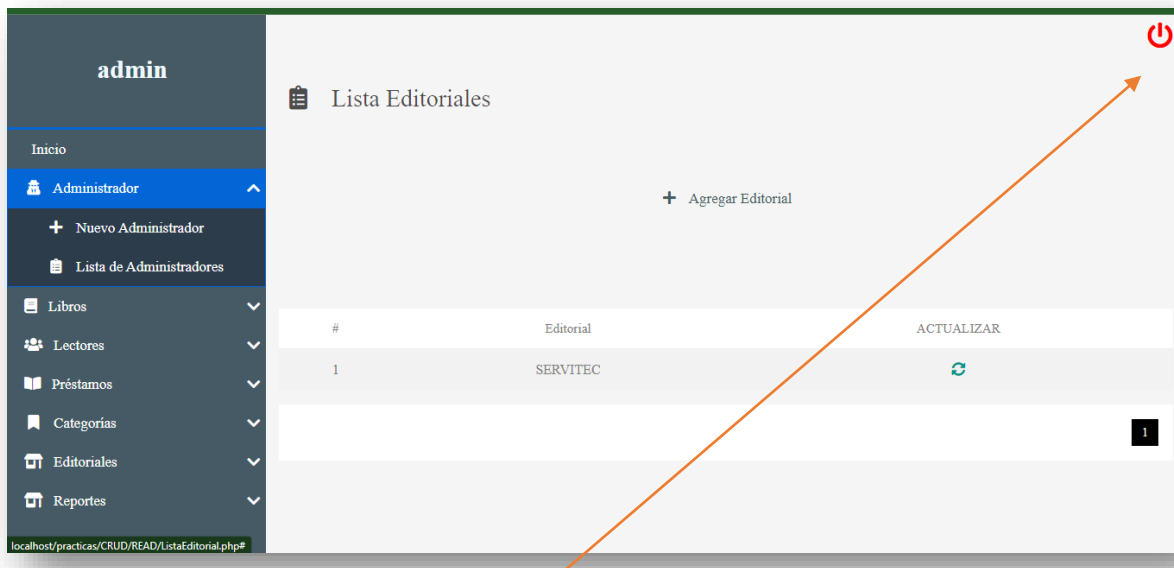 admin
Lista Editoriales
Inicio
Administrador
Nuevo Administrador
Lista de Administradores
Libros
Lectores
Préstamos
Categorías
Editoriales
Reportes
Agregar Editorial
# Editorial ACTUALIZAR
1 SERVITEC
1
localhost/practicas/CRUD/READ/ListaEditorial.php#